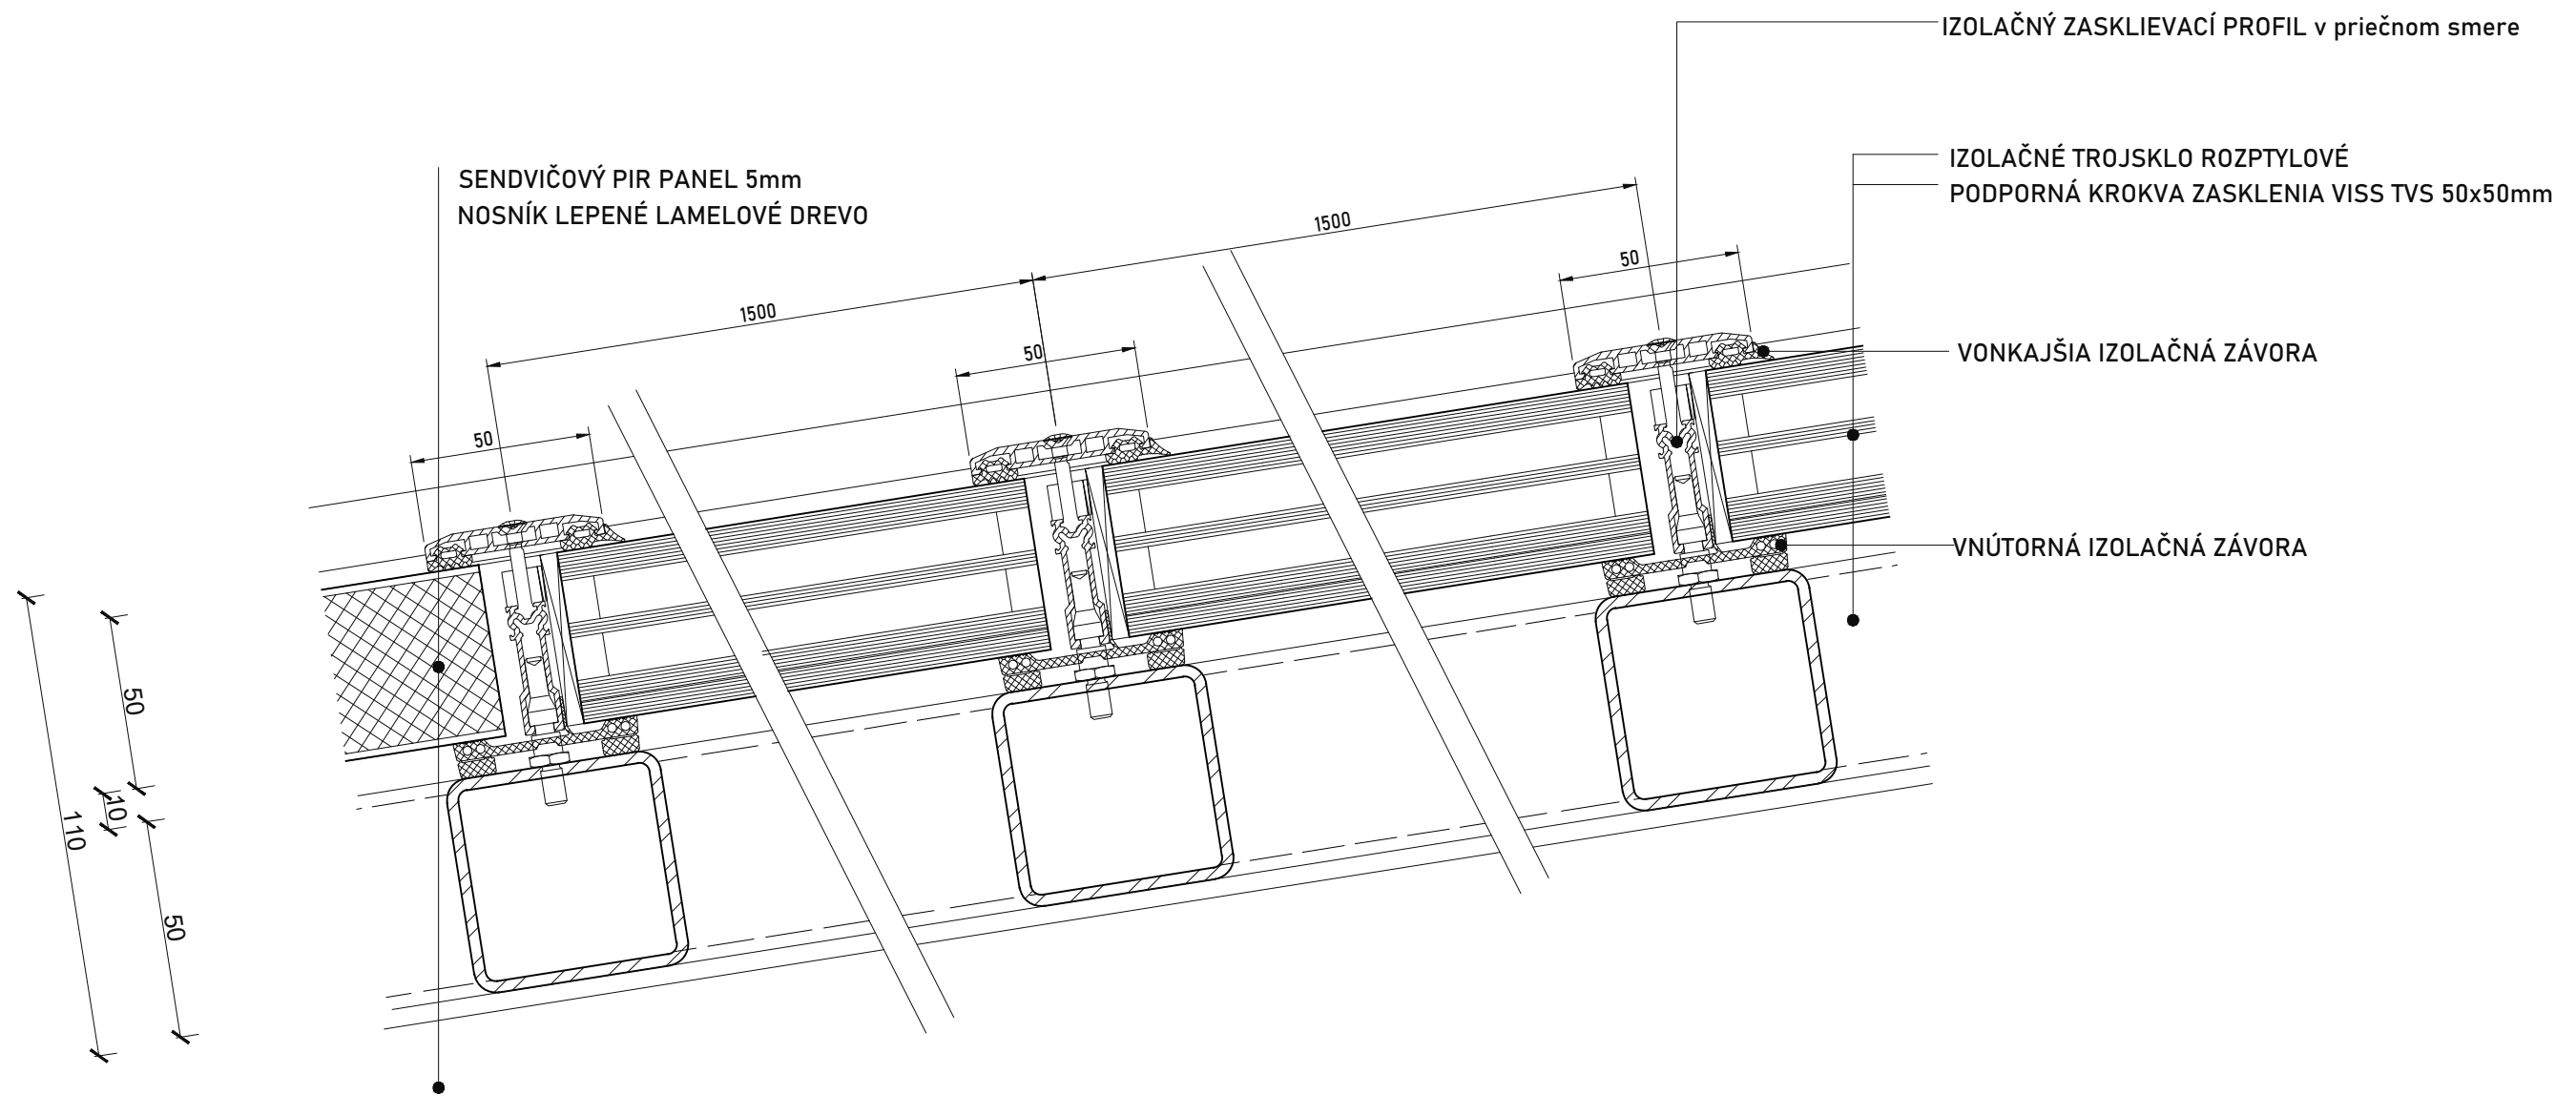 IZOLAČNÝ ZASKLIEVACÍ PROFIL v priečnom smere
SENDVIČOVÝ PIR PANEL 5mm
NOSNÍK LEPENÉ LAMELOVÉ DREVO
IZOLAČNÉ TROJSKLO ROZPTYLOVÉ
PODPORNÁ KROKVA ZASKLENIA VISS TVS 50x50mm
1500
50
1500
50
VONKAJŠIA IZOLAČNÁ ZÁVORA
50
VNÚTORNÁ IZOLAČNÁ ZÁVORA
50
10
110
50